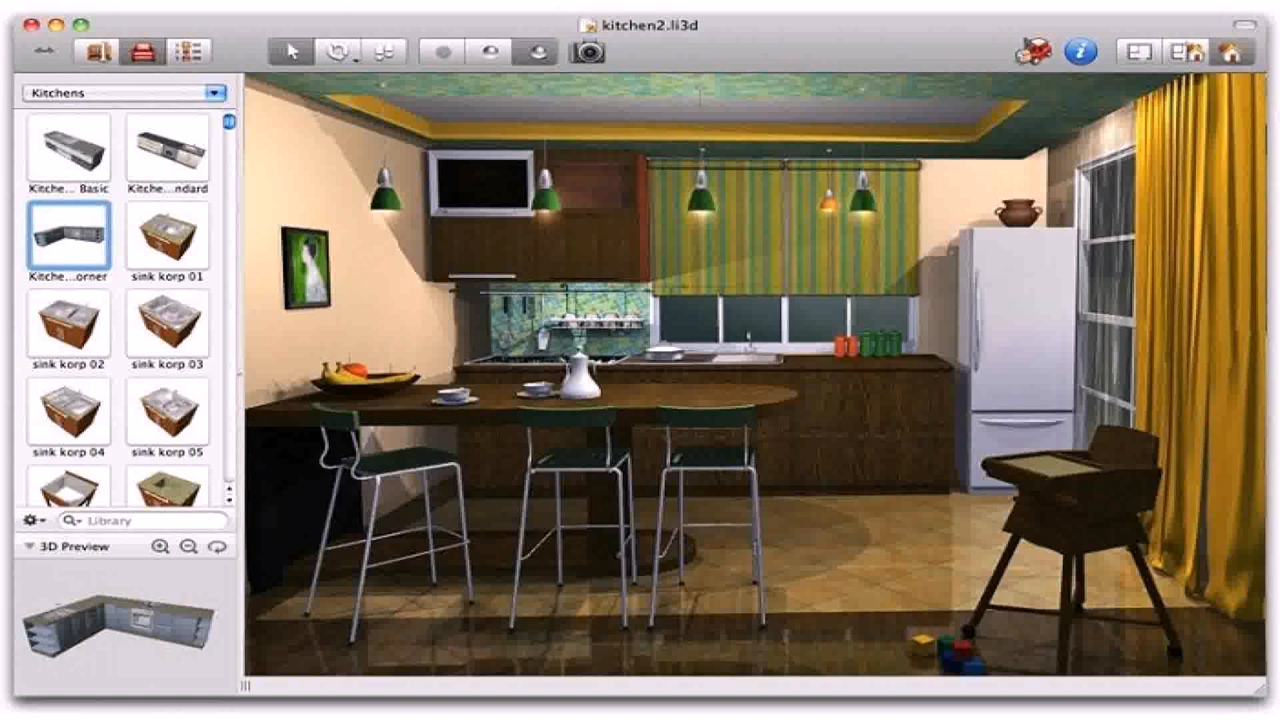 kitchen2.li3d
Kitchens
Kitche... Basic
Kitche...ndard
Kitche...orner
sink korp 01
sink korp 02
sink korp 03
sink korp 04
sink korp 05
Library
3D Preview